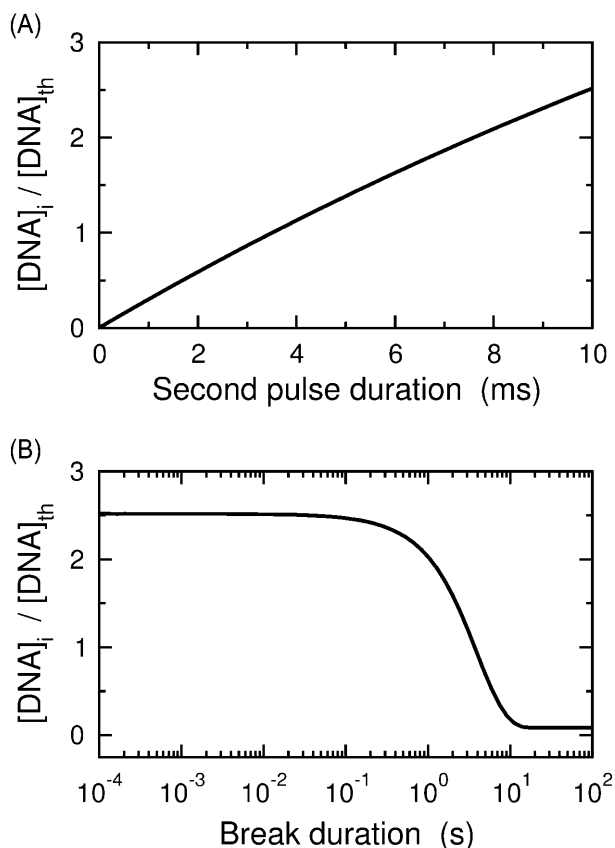 (A)
3
2
1
0
[DNA]i / [DNA]th
0 2 4 6 8 10
Second pulse duration (ms)
(B)
3
2
1
0
[DNA]i / [DNA]th
10-4 10-3 10-2 10-1 100 101 102
Break duration (s)